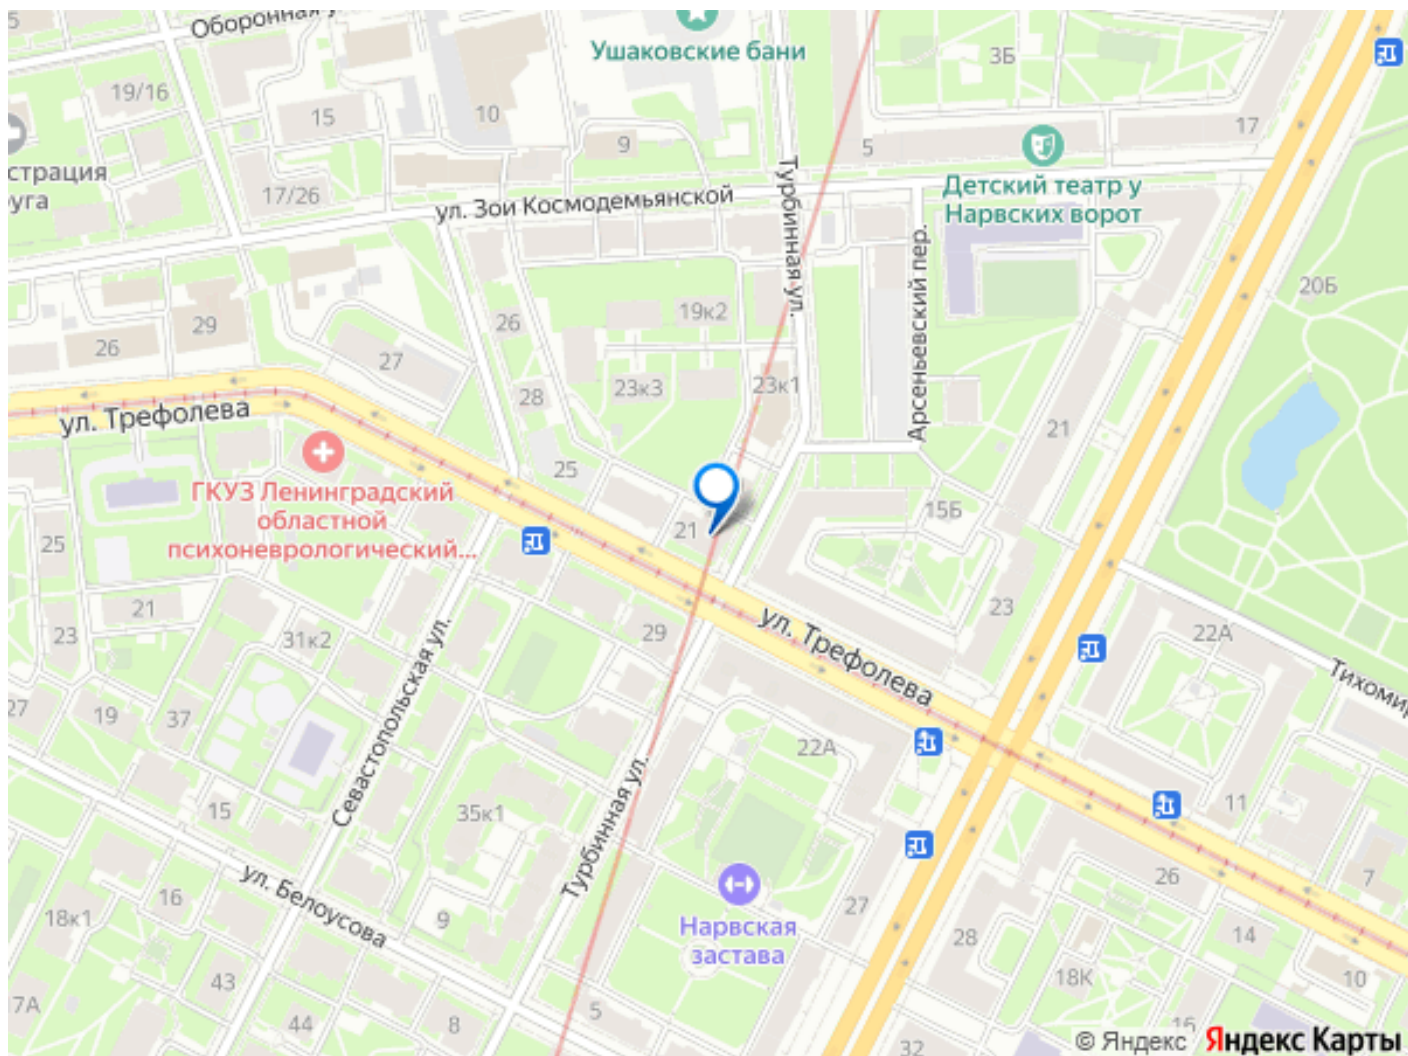 Оборонная у
Ушаковские бани
3Б
19/16
15
10
17
9
5
страция
уга
17/26
ул. Зои Космодемьянской
Турбинная ул.
Детский театр у
Нарвских ворот
Арсеньевский пер.
20Б
26
29
27
26
19к2
28
23к3
23к1
21
ул. Трефолева
25
ГКУЗ Ленинградский
областной
психоневрологический...
21
15Б
25
21
23
31к2
29
23
ул. Трефолева
22А
Тихомир
27
19
37
Севастопольская ул.
22А
15
35к1
Турбинная ул.
11
26
7
ул. Белоусова
16
18к1
9
Нарвская
застава
27
28
14
18К
10
43
17А
44
8
5
32
15
© Яндекс Яндекс Карты